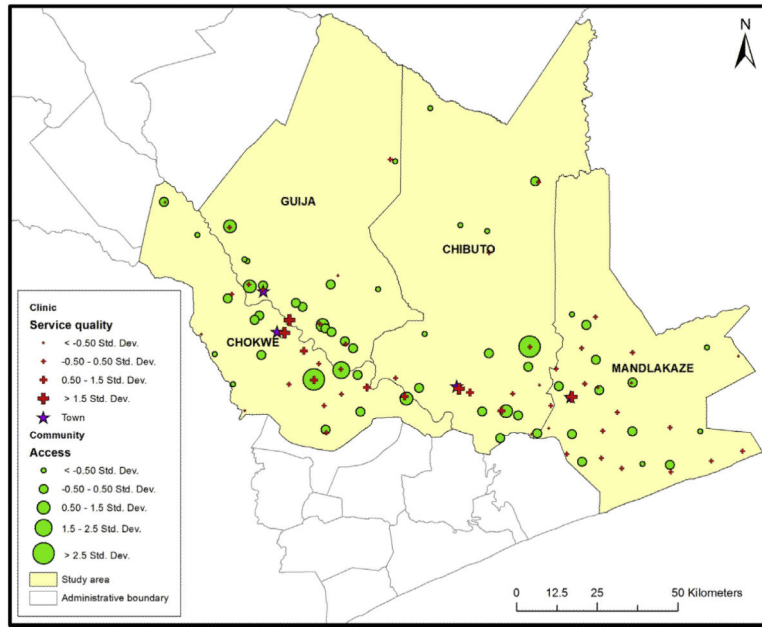 N
GUIJA
CHIBUTO
CHOKWE
MANDLAKAZE
Clinic
Service quality
< -0.50 Std. Dev.
-0.50 - 0.50 Std. Dev.
0.50 - 1.5 Std. Dev.
> 1.5 Std. Dev.
Town
Community
Access
< -0.50 Std. Dev.
-0.50 - 0.50 Std. Dev.
0.50 - 1.5 Std. Dev.
1.5 - 2.5 Std. Dev.
> 2.5 Std. Dev.
Study area
Administrative boundary
0 12.5 25 50 Kilometers